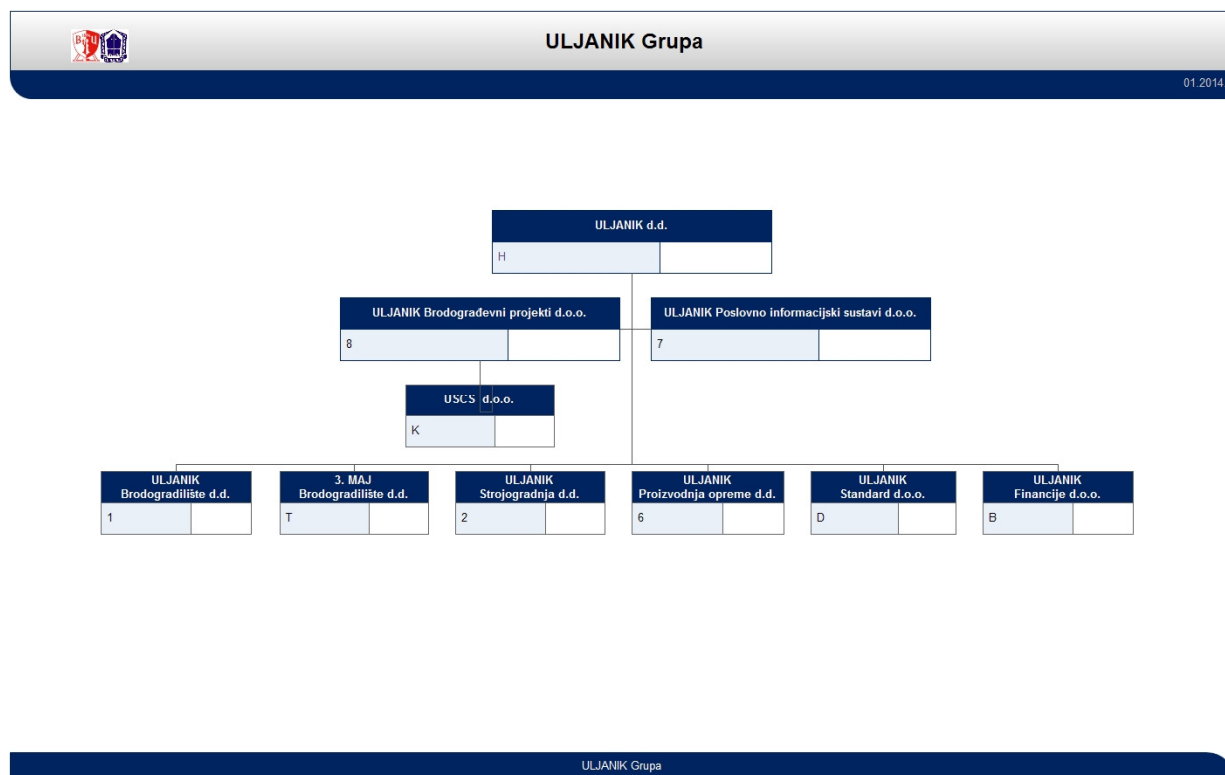 ULJANIK Grupa
01.2014
ULJANIK d.d.
H
ULJANIK Brodograđevni projekti d.o.o.
8
ULJANIK Poslovno informacijski sustavi d.o.o.
7
USCS d.o.o.
K
ULJANIK
Brodogradilište d.d.
1
3. MAJ
Brodogradilište d.d.
T
ULJANIK
Strojogradnja d.d.
2
ULJANIK
Proizvodnja opreme d.d.
6
ULJANIK
Standard d.o.o.
D
ULJANIK
Financije d.o.o.
B
ULJANIK Grupa